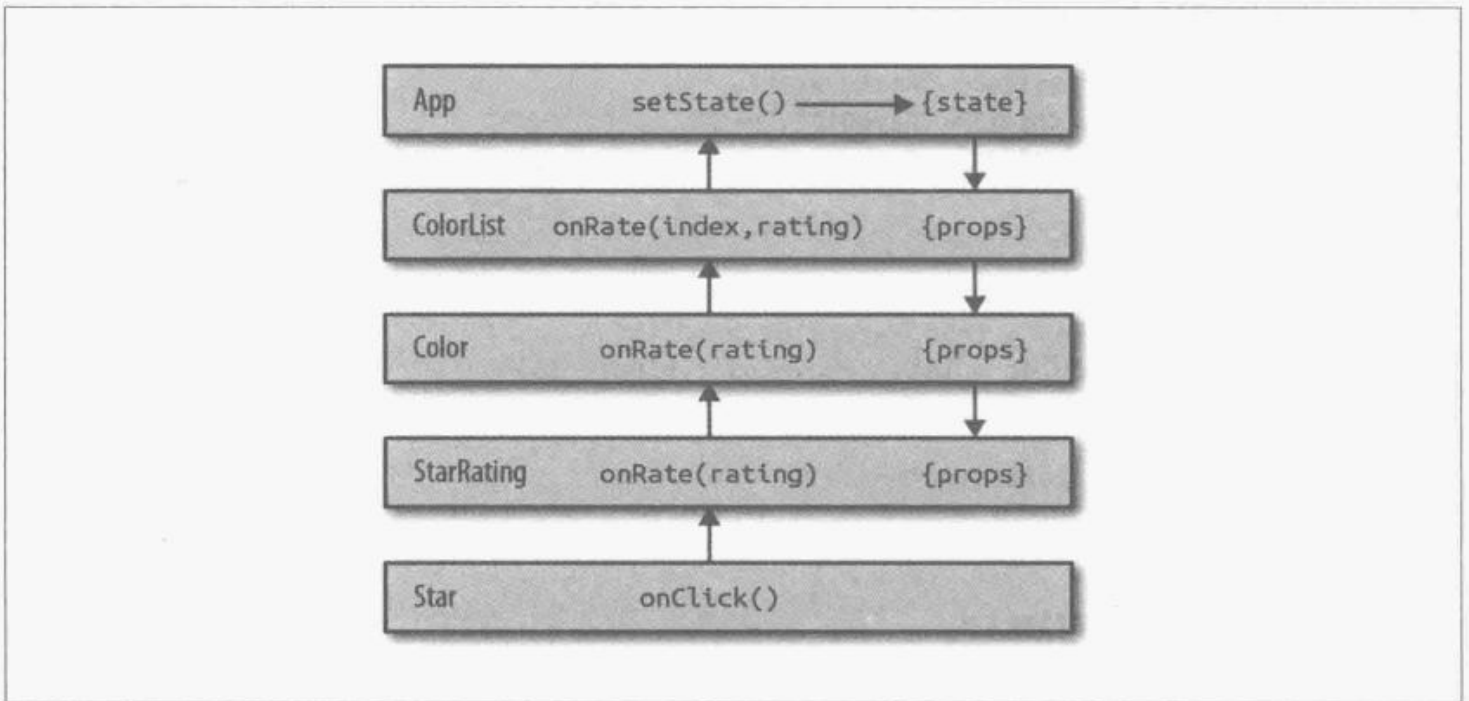 App setState() {state}
ColorList onRate(index,rating) {props}
Color onRate(rating) {props}
StarRating onRate(rating) {props}
Star onClick()